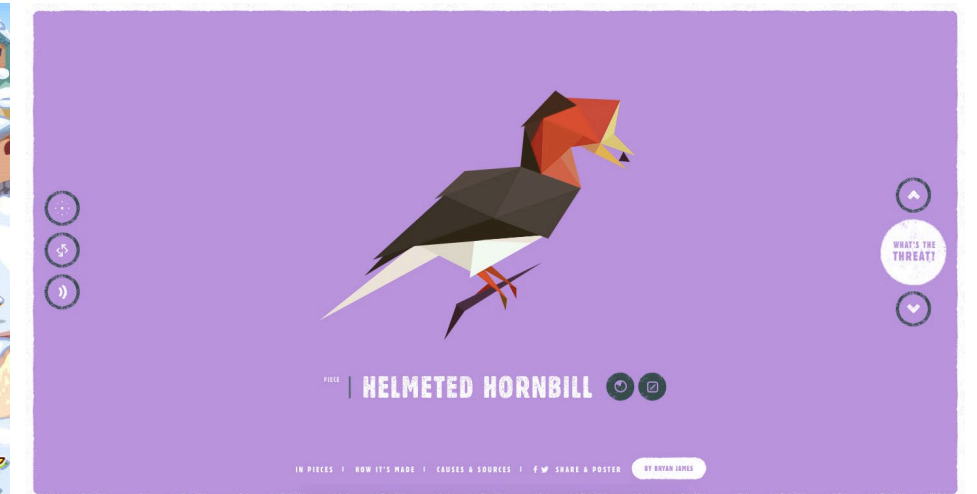 WHAT'S THE
THREAT?
PIECE
HELMETED HORNBILL
IN PIECES | HOW IT'S MADE | CAUSES & SOURCES | SHARE & POSTER
BY BRYAN JAMES